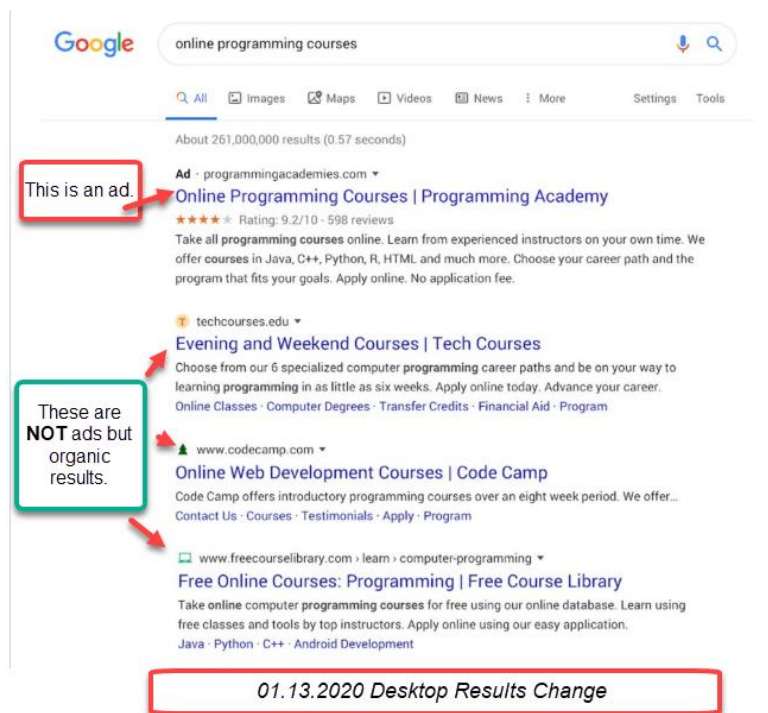 Google
online programming courses
All Images Maps Videos News More Settings Tools
About 261,000,000 results (0.57 seconds)
This is an ad.
Ad · programmingacademies.com
Online Programming Courses | Programming Academy
Rating: 9.2/10 - 598 reviews
Take all programming courses online. Learn from experienced instructors on your own time. We
offer courses in Java, C++, Python, R, HTML and much more. Choose your career path and the
program that fits your goals. Apply online. No application fee.
T techcourses.edu
Evening and Weekend Courses | Tech Courses
Choose from our 6 specialized computer programming career paths and be on your way to
learning programming in as little as six weeks. Apply online today. Advance your career.
Online Classes · Computer Degrees · Transfer Credits · Financial Aid · Program
These are
NOT ads but
organic
results.
www.codecamp.com
Online Web Development Courses | Code Camp
Code Camp offers introductory programming courses over an eight week period. We offer...
Contact Us · Courses · Testimonials · Apply · Program
www.freecourselibrary.com › learn › computer-programming
Free Online Courses: Programming | Free Course Library
Take online computer programming courses for free using our online database. Learn using
free classes and tools by top instructors. Apply online using our easy application.
Java · Python · C++ · Android Development
01.13.2020 Desktop Results Change